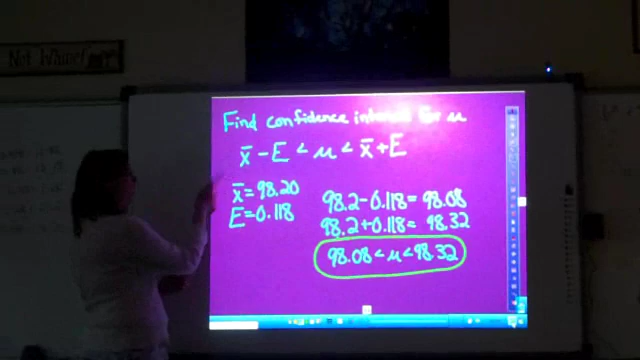 Not Whine!
Find confidence interval for μ
x̄ - E < μ < x̄ + E
x̄ = 98.20
E = 0.118
98.2 - 0.118 = 98.08
98.2 + 0.118 = 98.32
98.08 < μ < 98.32